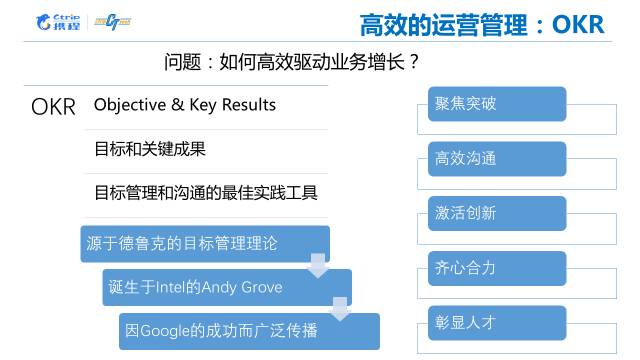 Ctrip
携程
CT
高效的运营管理：OKR
问题：如何高效驱动业务增长？
OKR
Objective & Key Results
目标和关键成果
目标管理和沟通的最佳实践工具
源于德鲁克的目标管理理论
诞生于Intel的Andy Grove
因Google的成功而广泛传播
聚焦突破
高效沟通
激活创新
齐心合力
彰显人才